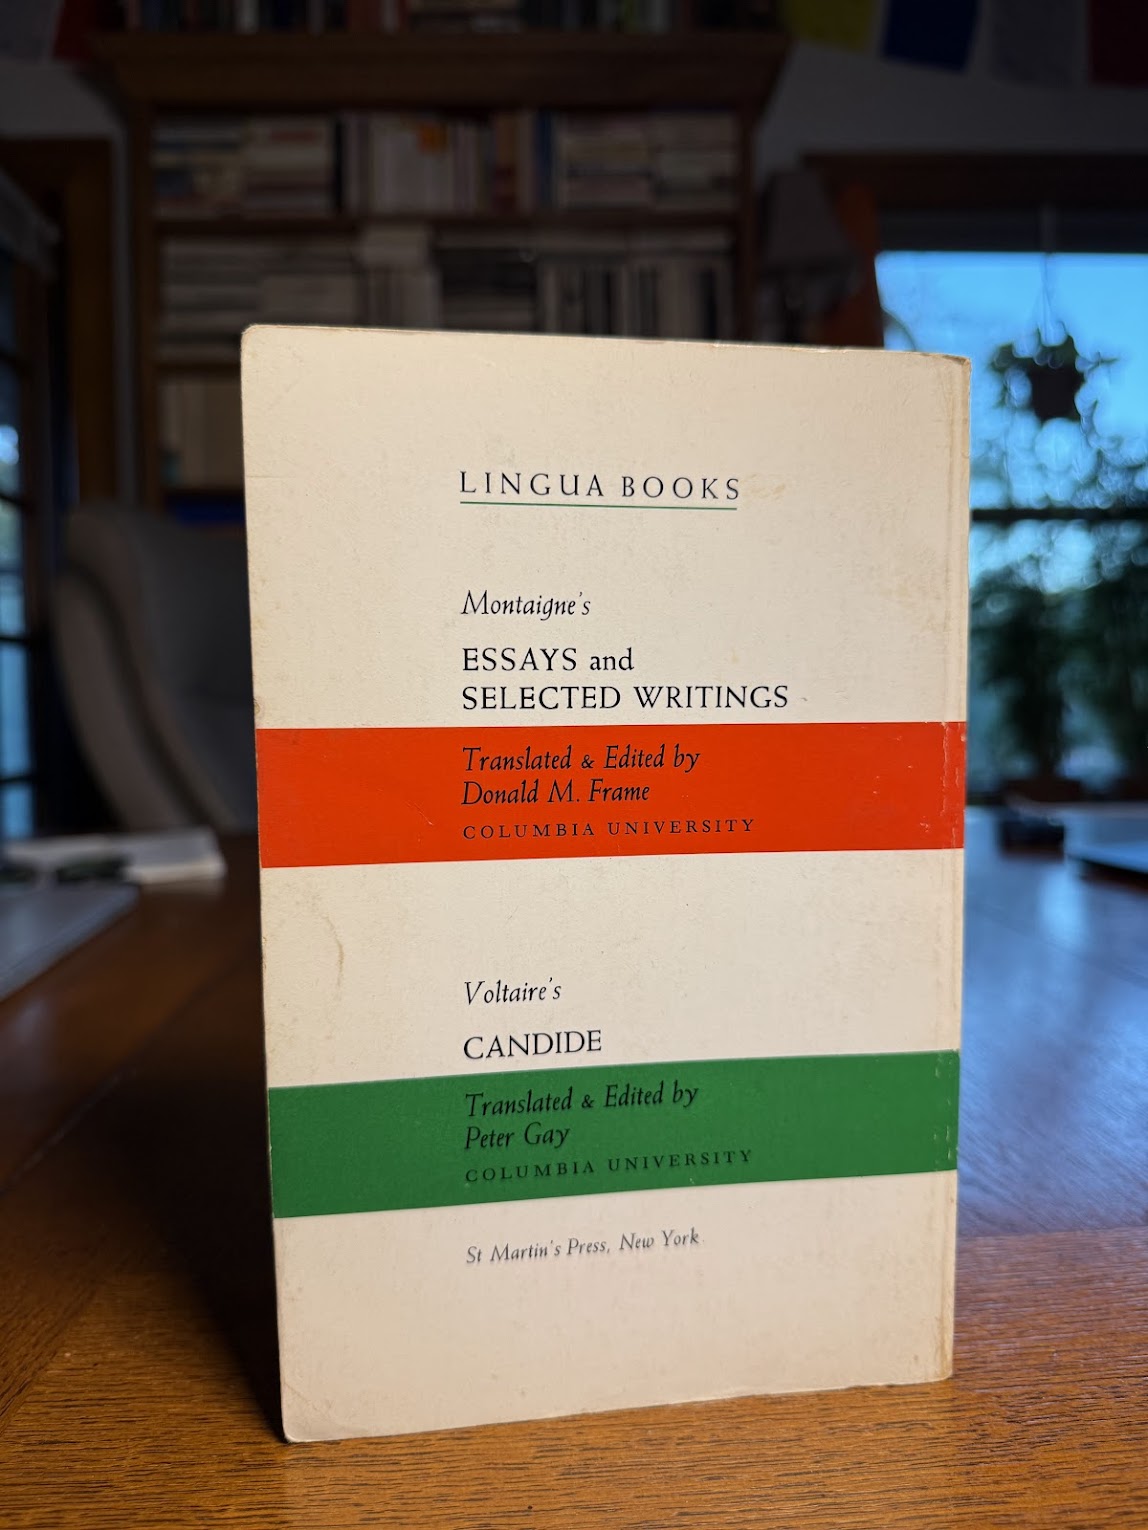 LINGUA BOOKS
Montaigne's
ESSAYS and
SELECTED WRITINGS
Translated & Edited by
Donald M. Frame
COLUMBIA UNIVERSITY
Voltaire's
CANDIDE
Translated & Edited by
Peter Gay
COLUMBIA UNIVERSITY
St Martin's Press, New York